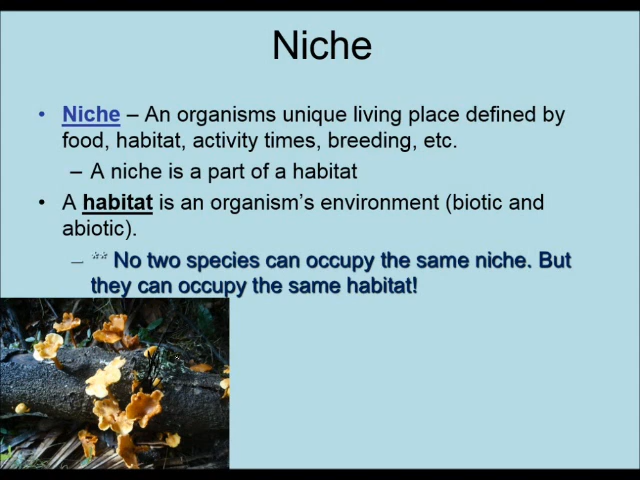 Niche
• Niche – An organisms unique living place defined by
food, habitat, activity times, breeding, etc.
– A niche is a part of a habitat
• A habitat is an organism’s environment (biotic and
abiotic).
– ** No two species can occupy the same niche. But
they can occupy the same habitat!